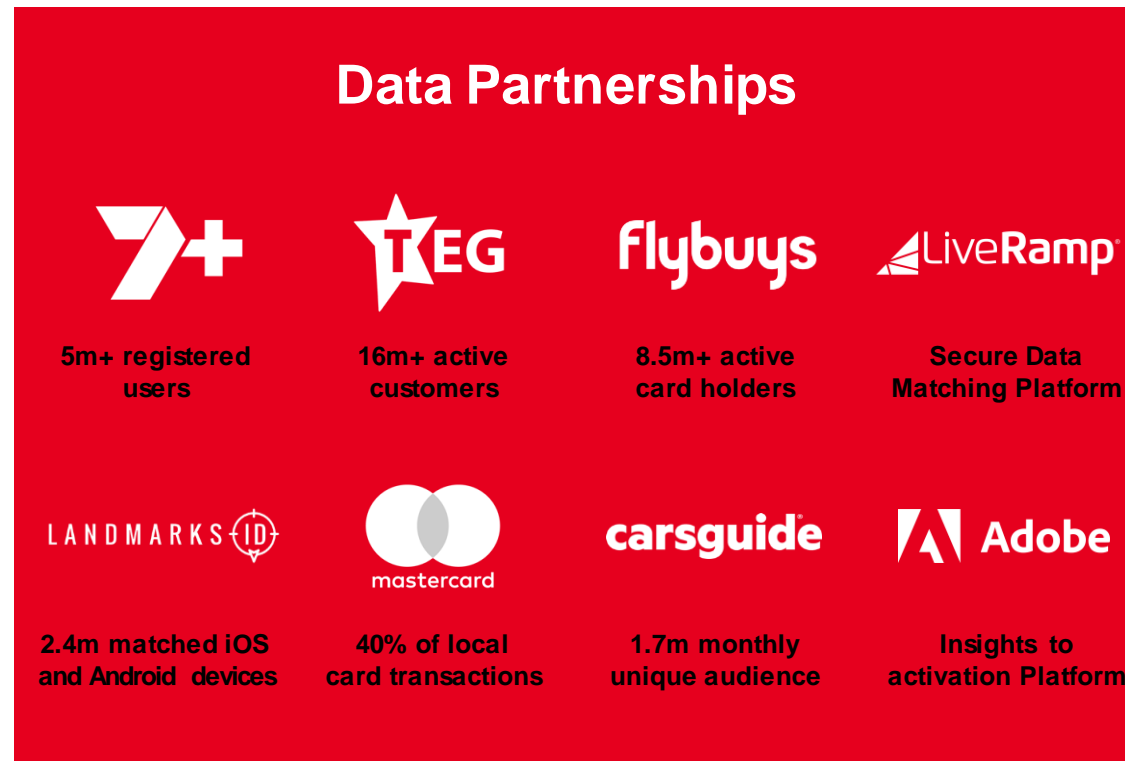 Data Partnerships
7+
TEG
flybuys
LiveRamp
5m+ registered
users
16m+ active
customers
8.5m+ active
card holders
Secure Data
Matching Platform
LANDMARKS ID
mastercard
carsguide
Adobe
2.4m matched iOS
and Android devices
40% of local
card transactions
1.7m monthly
unique audience
Insights to
activation Platform